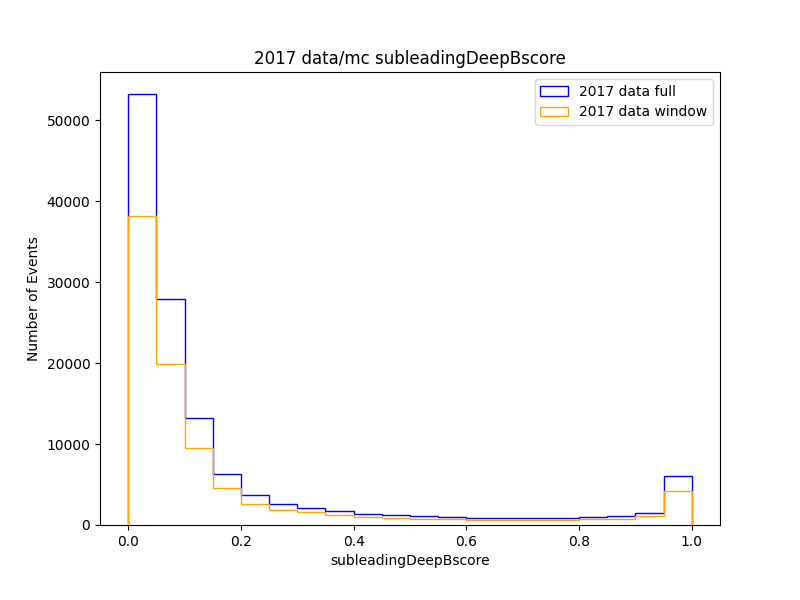 2017 data/mc subleadingDeepBscore
2017 data full
2017 data window
Number of Events
50000
40000
30000
20000
10000
0
0.0 0.2 0.4 0.6 0.8 1.0
subleadingDeepBscore